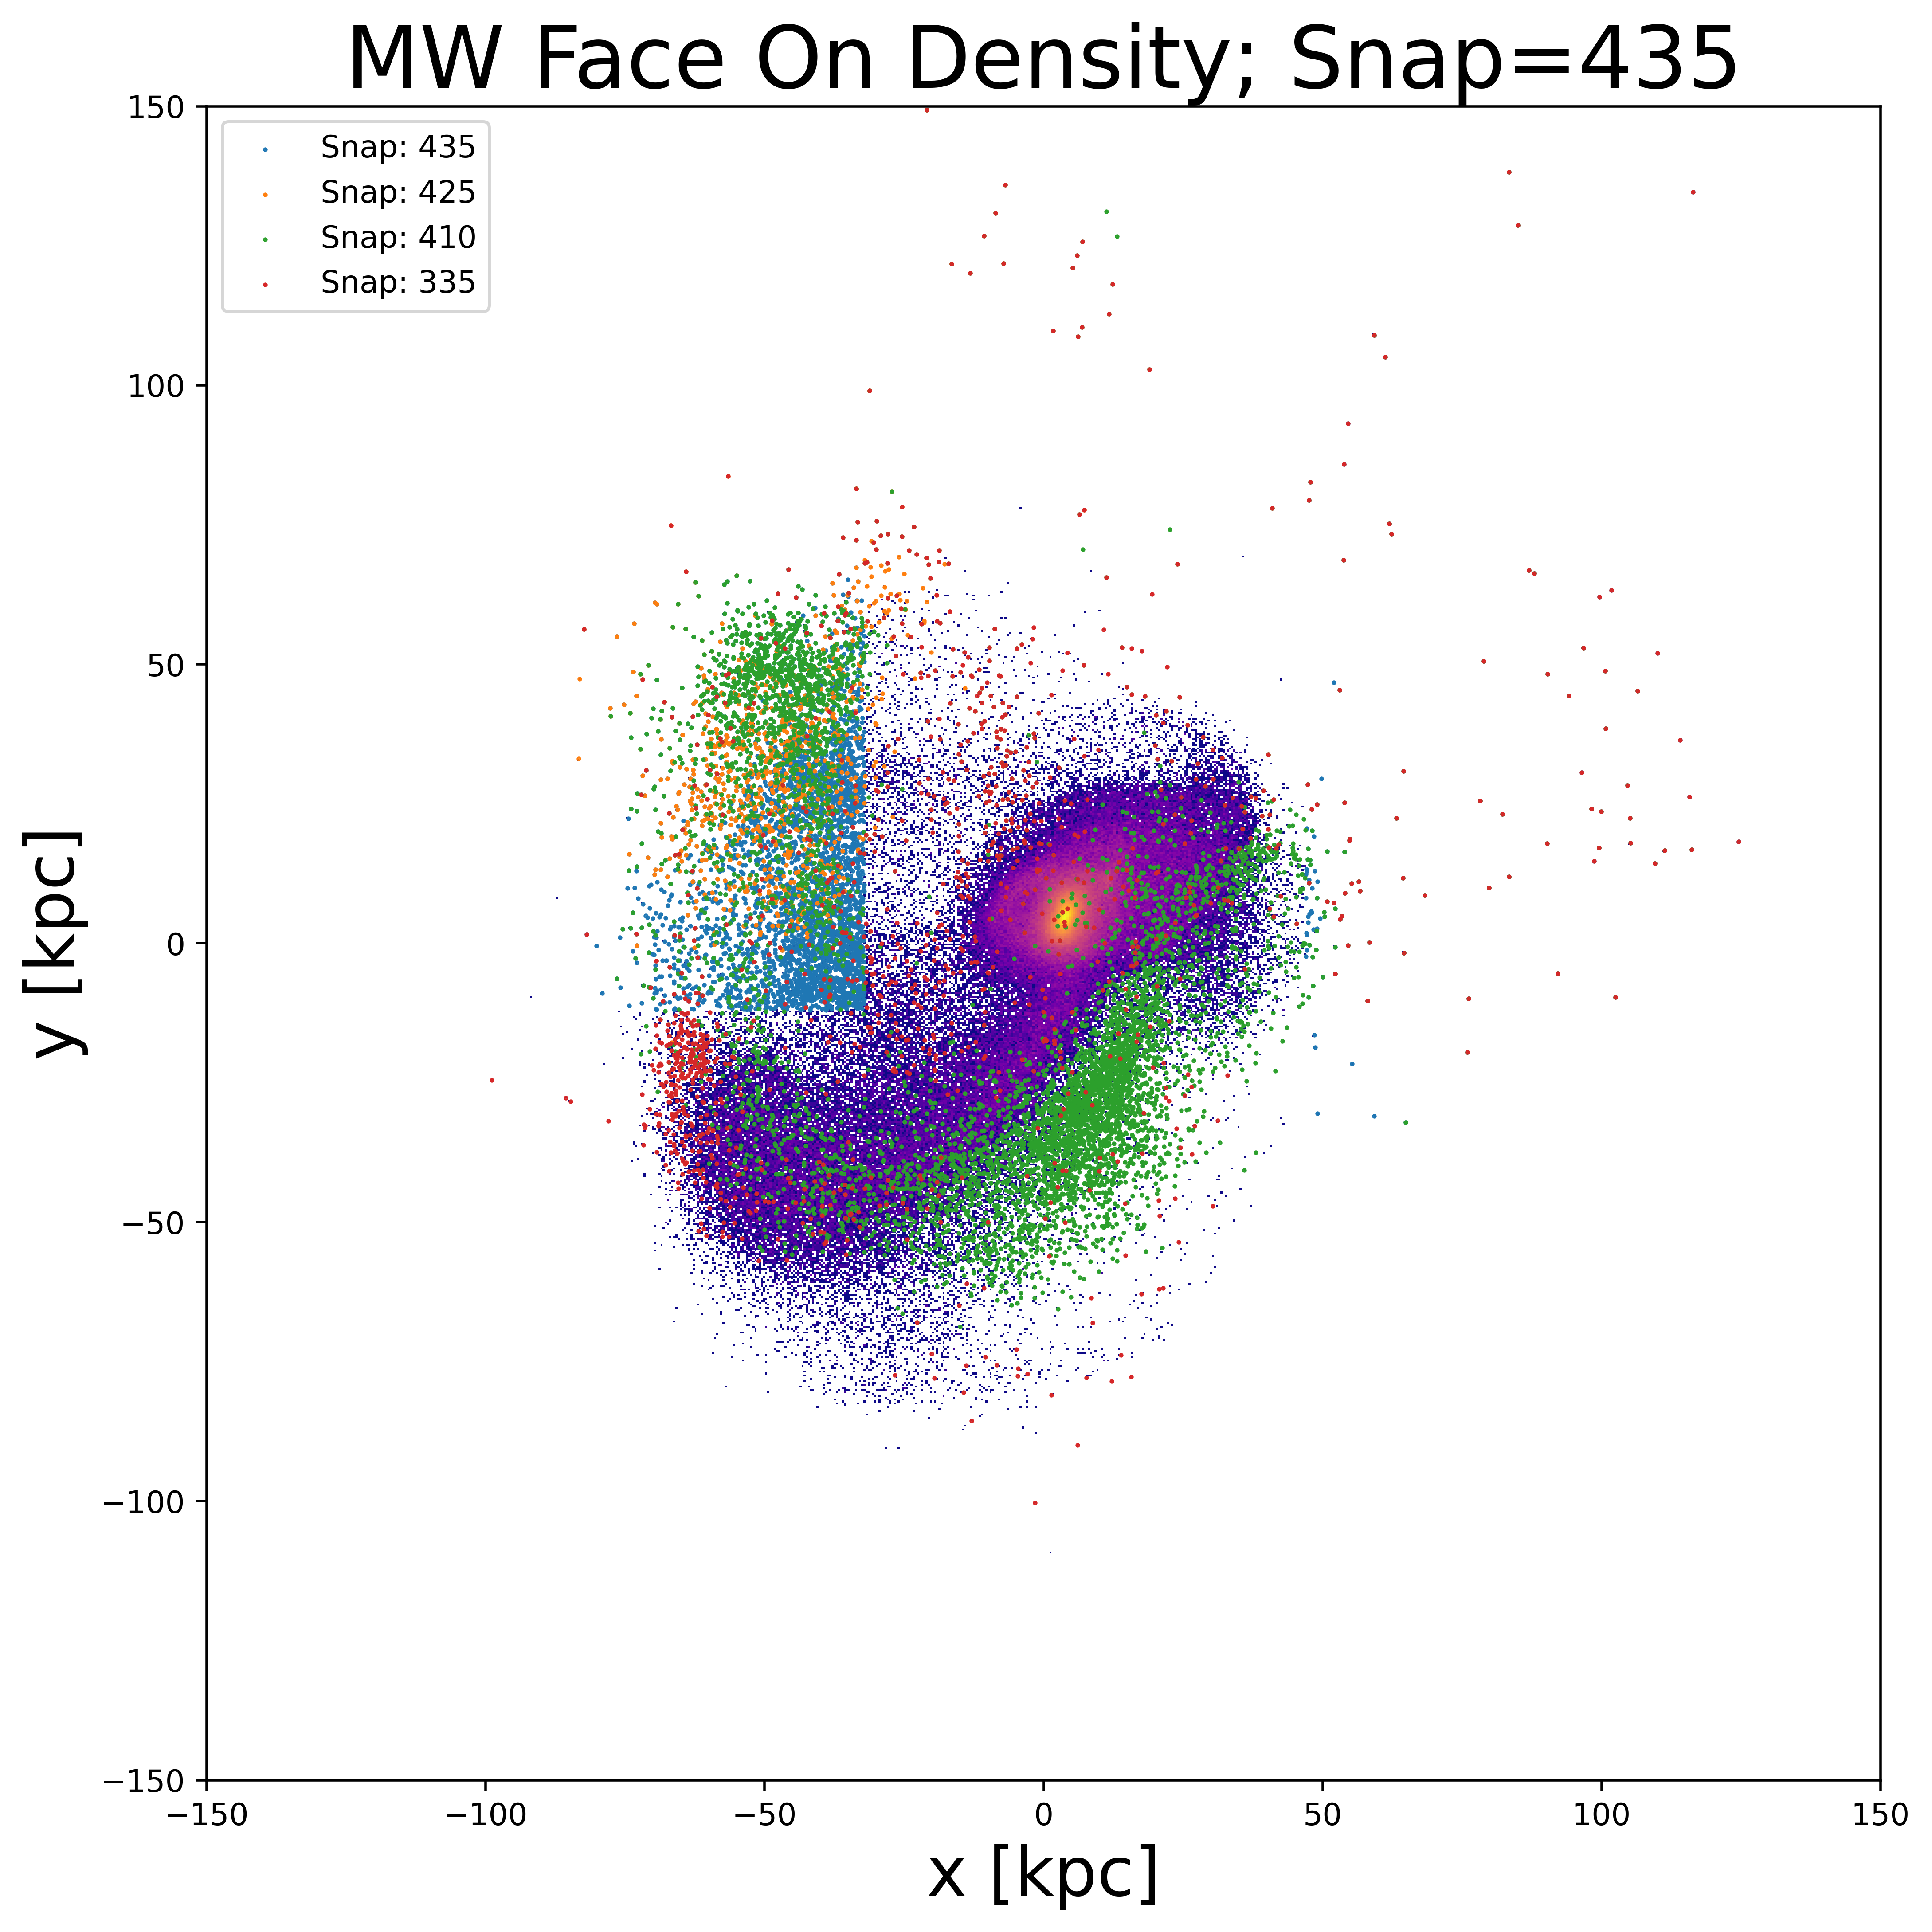 MW Face On Density; Snap=435
Snap: 435
Snap: 425
Snap: 410
Snap: 335
150
100
50
0
−50
−100
−150
y [kpc]
−150 −100 −50 0 50 100 150
x [kpc]